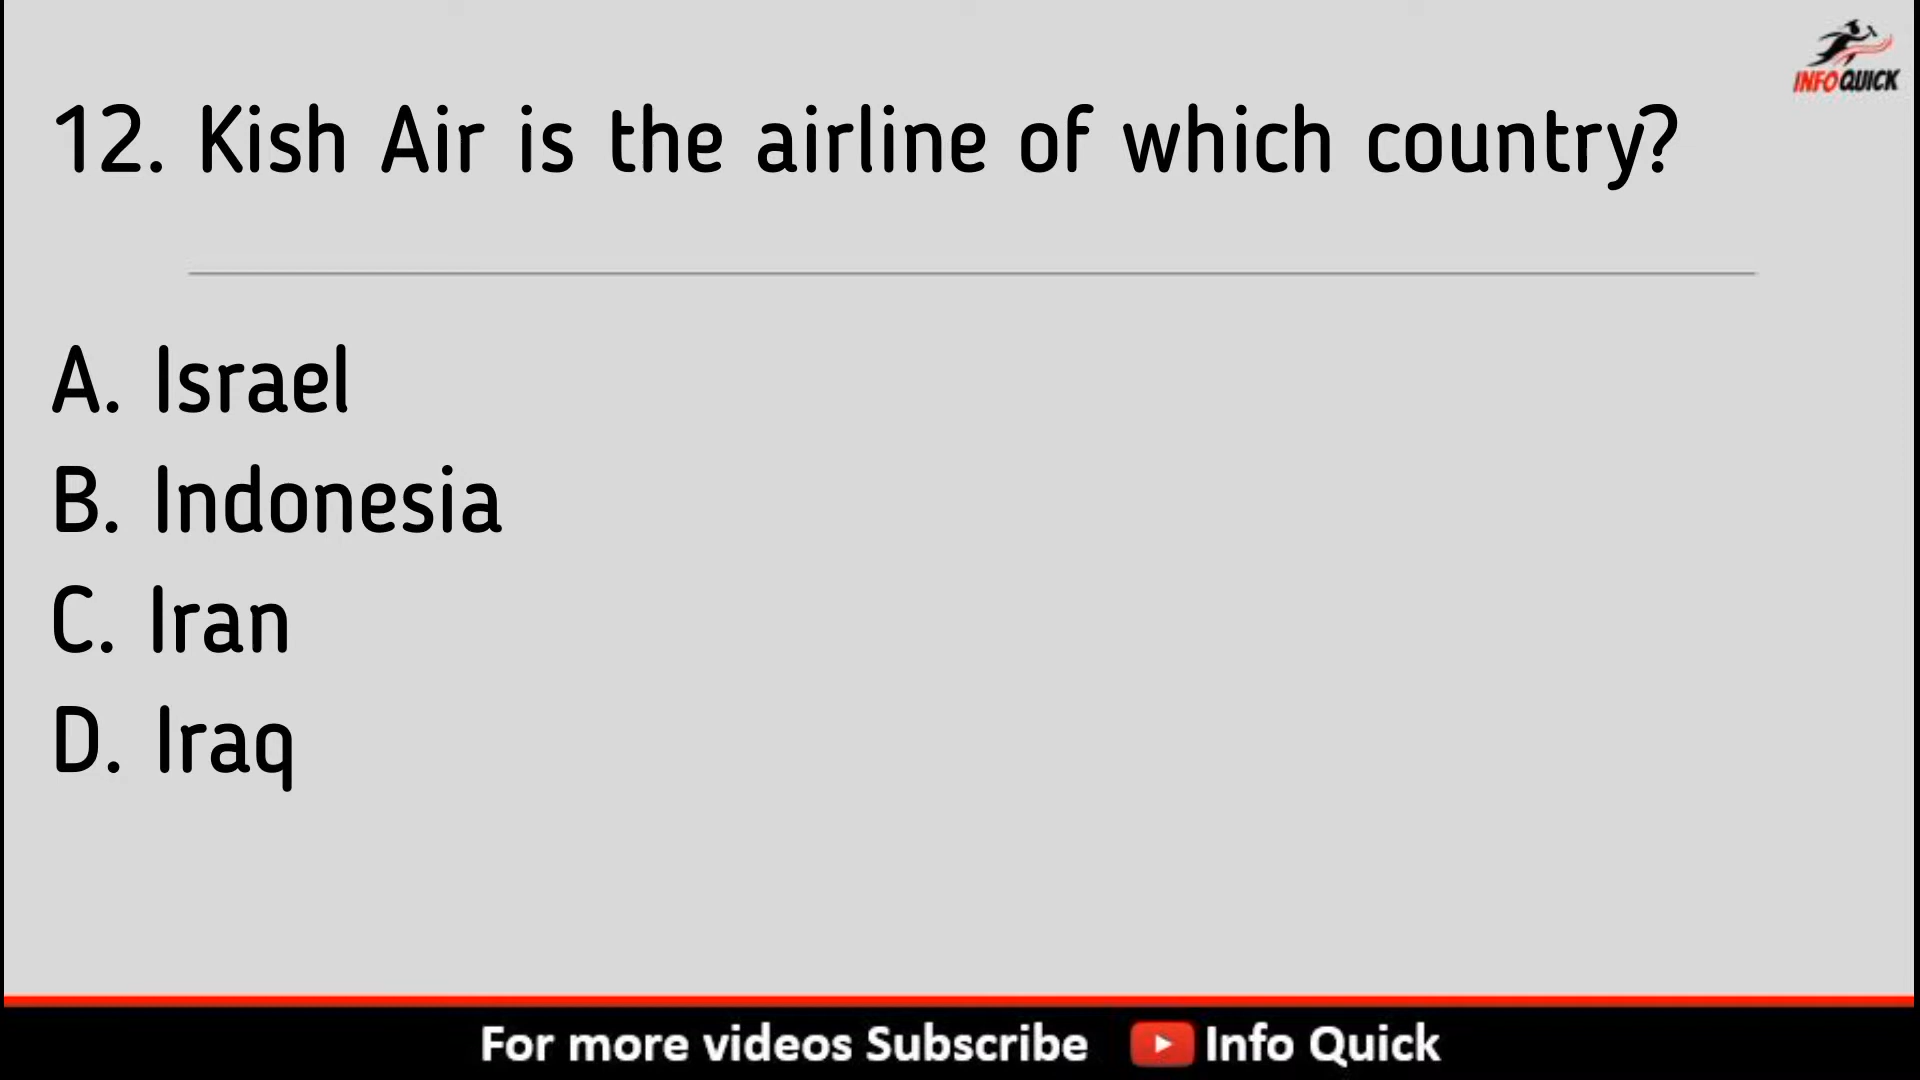 INFOQUICK
12. Kish Air is the airline of which country?
A. Israel
B. Indonesia
C. Iran
D. Iraq
For more videos Subscribe Info Quick